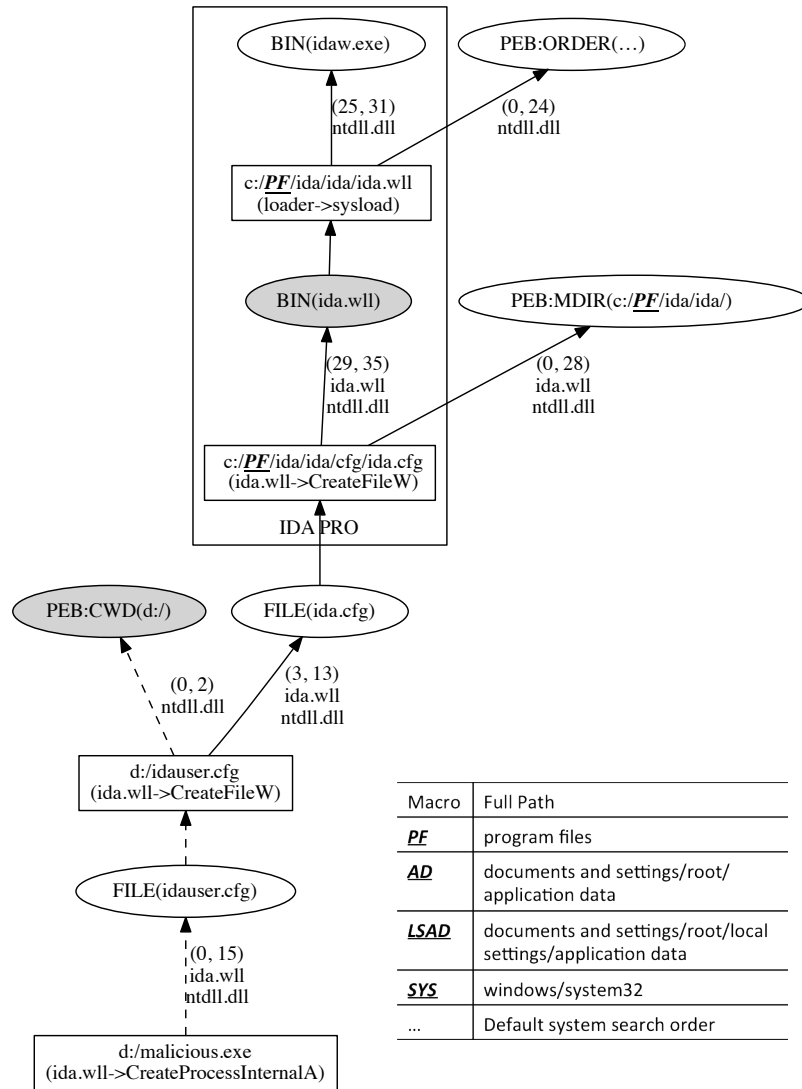 BIN(idaw.exe)
PEB:ORDER(…)
(25, 31)
ntdll.dll
(0, 24)
ntdll.dll
c:/PF/ida/ida/ida.wll
(loader->sysload)
BIN(ida.wll)
PEB:MDIR(c:/PF/ida/ida/)
(29, 35)
ida.wll
ntdll.dll
(0, 28)
ida.wll
ntdll.dll
c:/PF/ida/ida/cfg/ida.cfg
(ida.wll->CreateFileW)
IDA PRO
PEB:CWD(d:/)
FILE(ida.cfg)
(0, 2)
ntdll.dll
(3, 13)
ida.wll
ntdll.dll
d:/idauser.cfg
(ida.wll->CreateFileW)
FILE(idauser.cfg)
(0, 15)
ida.wll
ntdll.dll
d:/malicious.exe
(ida.wll->CreateProcessInternalA)
Macro Full Path
PF program files
AD documents and settings/root/
application data
LSAD documents and settings/root/local
settings/application data
SYS windows/system32
... Default system search order